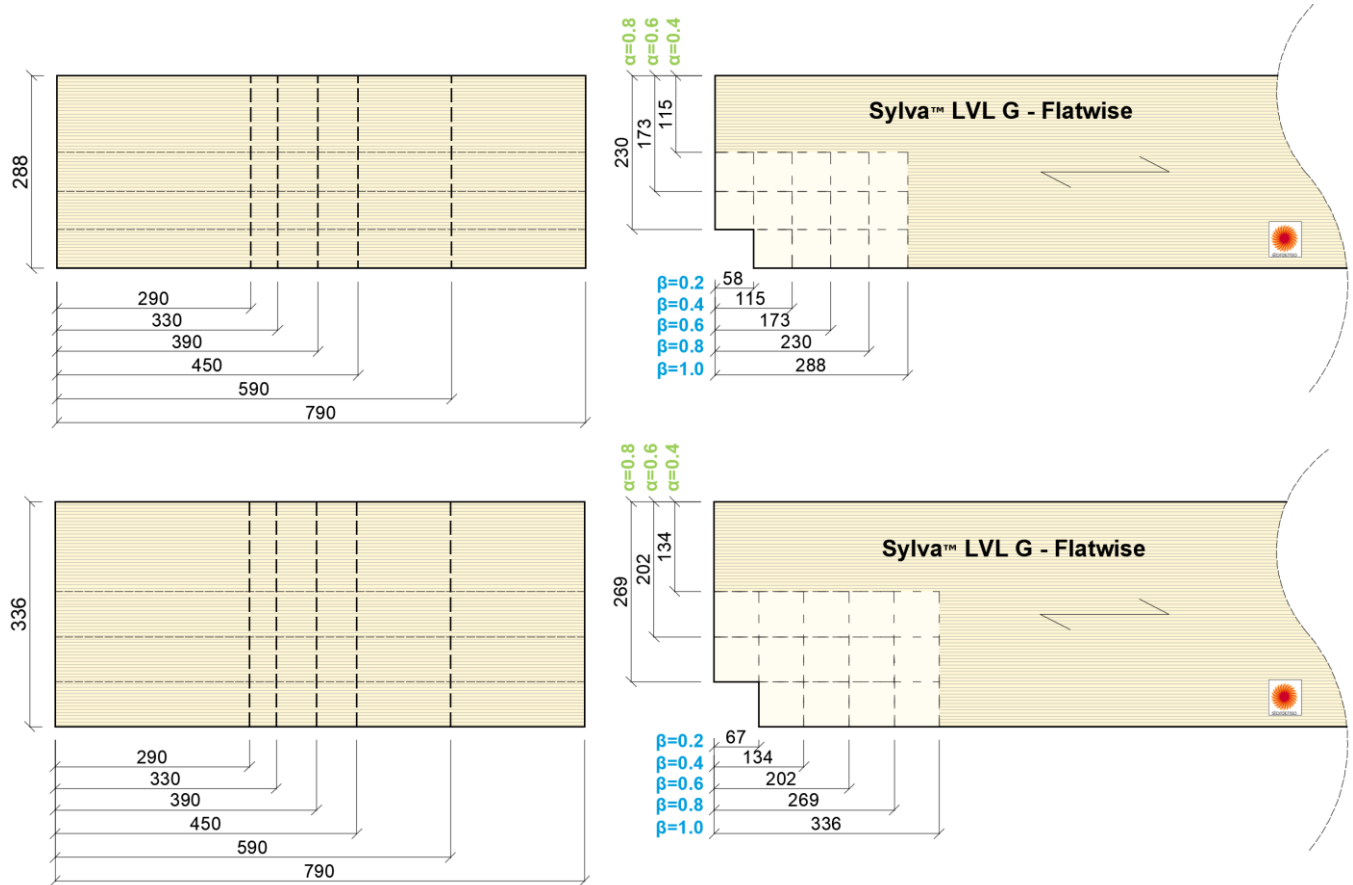 α=0.8
α=0.6
α=0.4
288
230
173
115
Sylva™ LVL G - Flatwise
storaenso
290
330
390
450
590
790
β=0.2 58
β=0.4 115
β=0.6 173
β=0.8 230
β=1.0 288
α=0.8
α=0.6
α=0.4
336
269
202
134
Sylva™ LVL G - Flatwise
storaenso
290
330
390
450
590
790
β=0.2 67
β=0.4 134
β=0.6 202
β=0.8 269
β=1.0 336